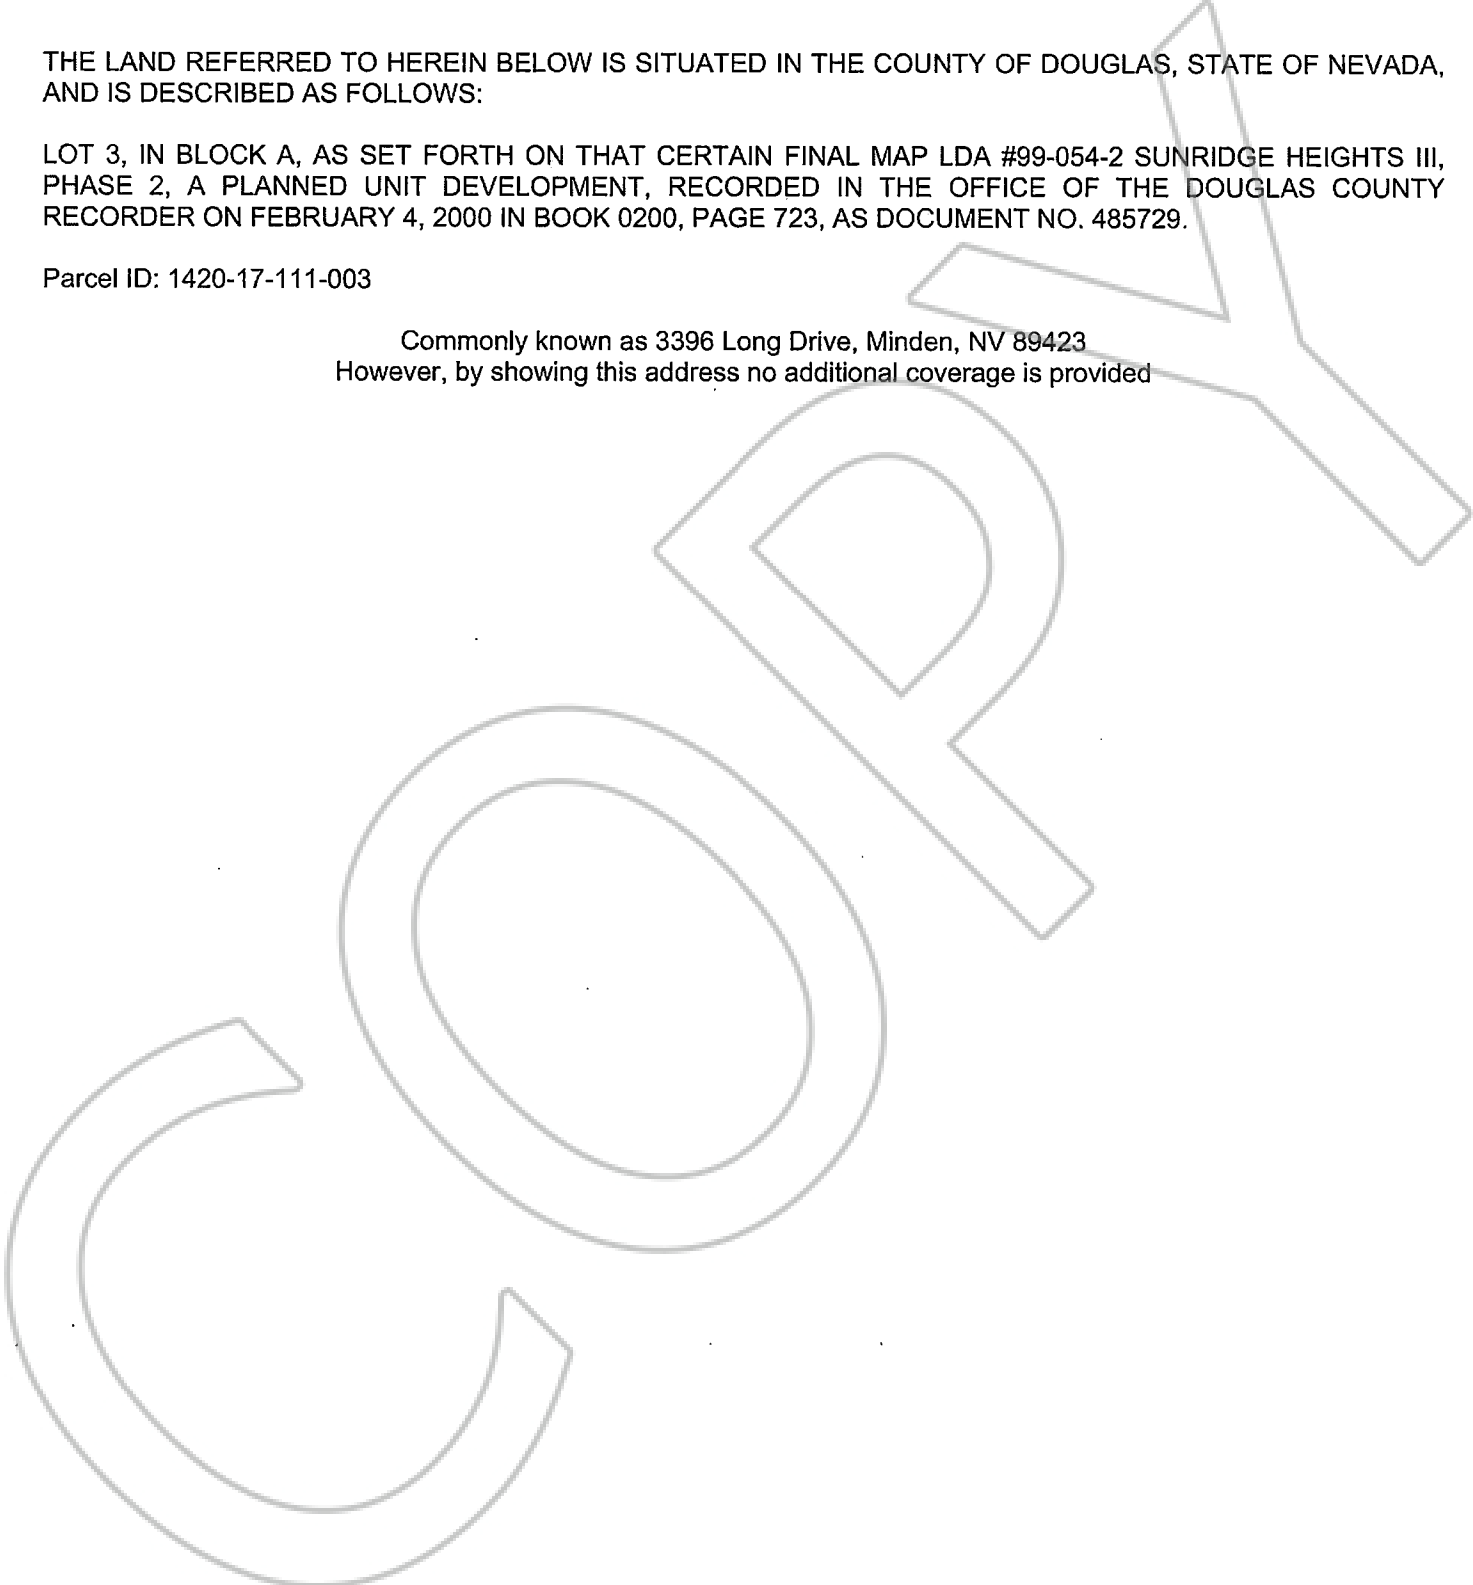 THE LAND REFERRED TO HEREIN BELOW IS SITUATED IN THE COUNTY OF DOUGLAS, STATE OF NEVADA,
AND IS DESCRIBED AS FOLLOWS:
LOT 3, IN BLOCK A, AS SET FORTH ON THAT CERTAIN FINAL MAP LDA #99-054-2 SUNRIDGE HEIGHTS III,
PHASE 2, A PLANNED UNIT DEVELOPMENT, RECORDED IN THE OFFICE OF THE DOUGLAS COUNTY
RECORDER ON FEBRUARY 4, 2000 IN BOOK 0200, PAGE 723, AS DOCUMENT NO. 485729.
Parcel ID: 1420-17-111-003
Commonly known as 3396 Long Drive, Minden, NV 89423
However, by showing this address no additional coverage is provided
COPY